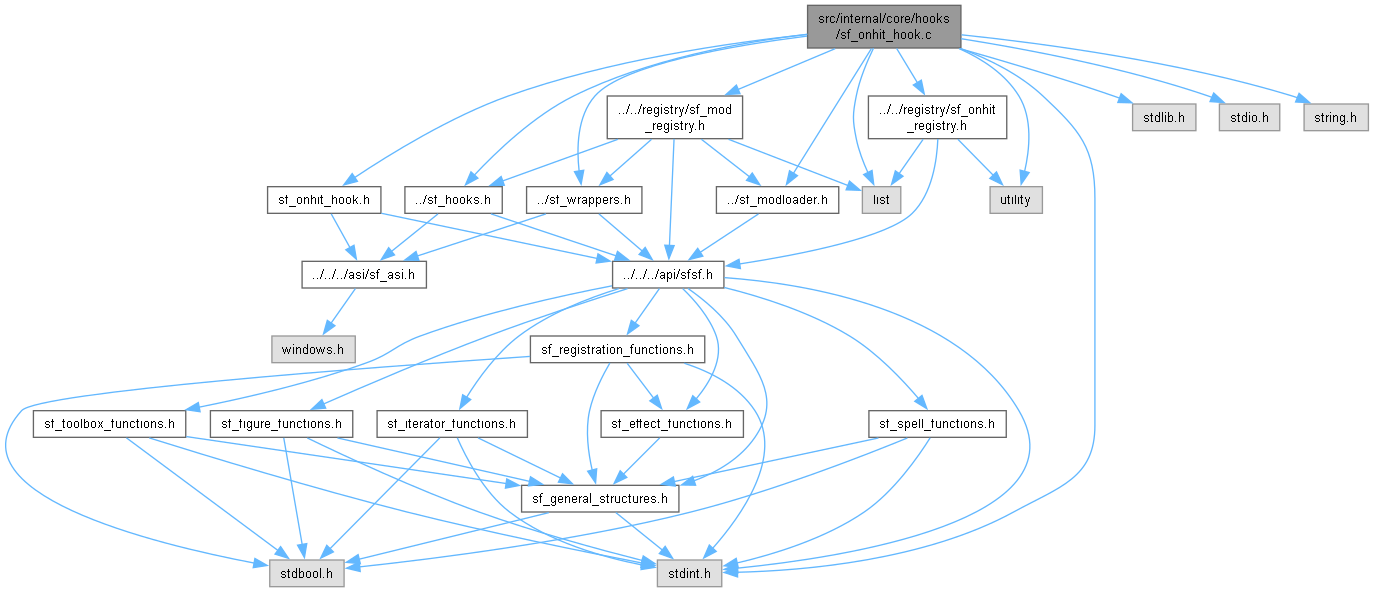 src/internal/core/hooks
/sf_onhit_hook.c
../../registry/sf_mod
_registry.h
../../registry/sf_onhit
_registry.h
stdlib.h
stdio.h
string.h
sf_onhit_hook.h
../sf_hooks.h
../sf_wrappers.h
../sf_modloader.h
list
utility
../../../asi/sf_asi.h
../../../api/sfsf.h
windows.h
sf_registration_functions.h
sf_toolbox_functions.h
sf_figure_functions.h
sf_iterator_functions.h
sf_effect_functions.h
sf_spell_functions.h
sf_general_structures.h
stdbool.h
stdint.h